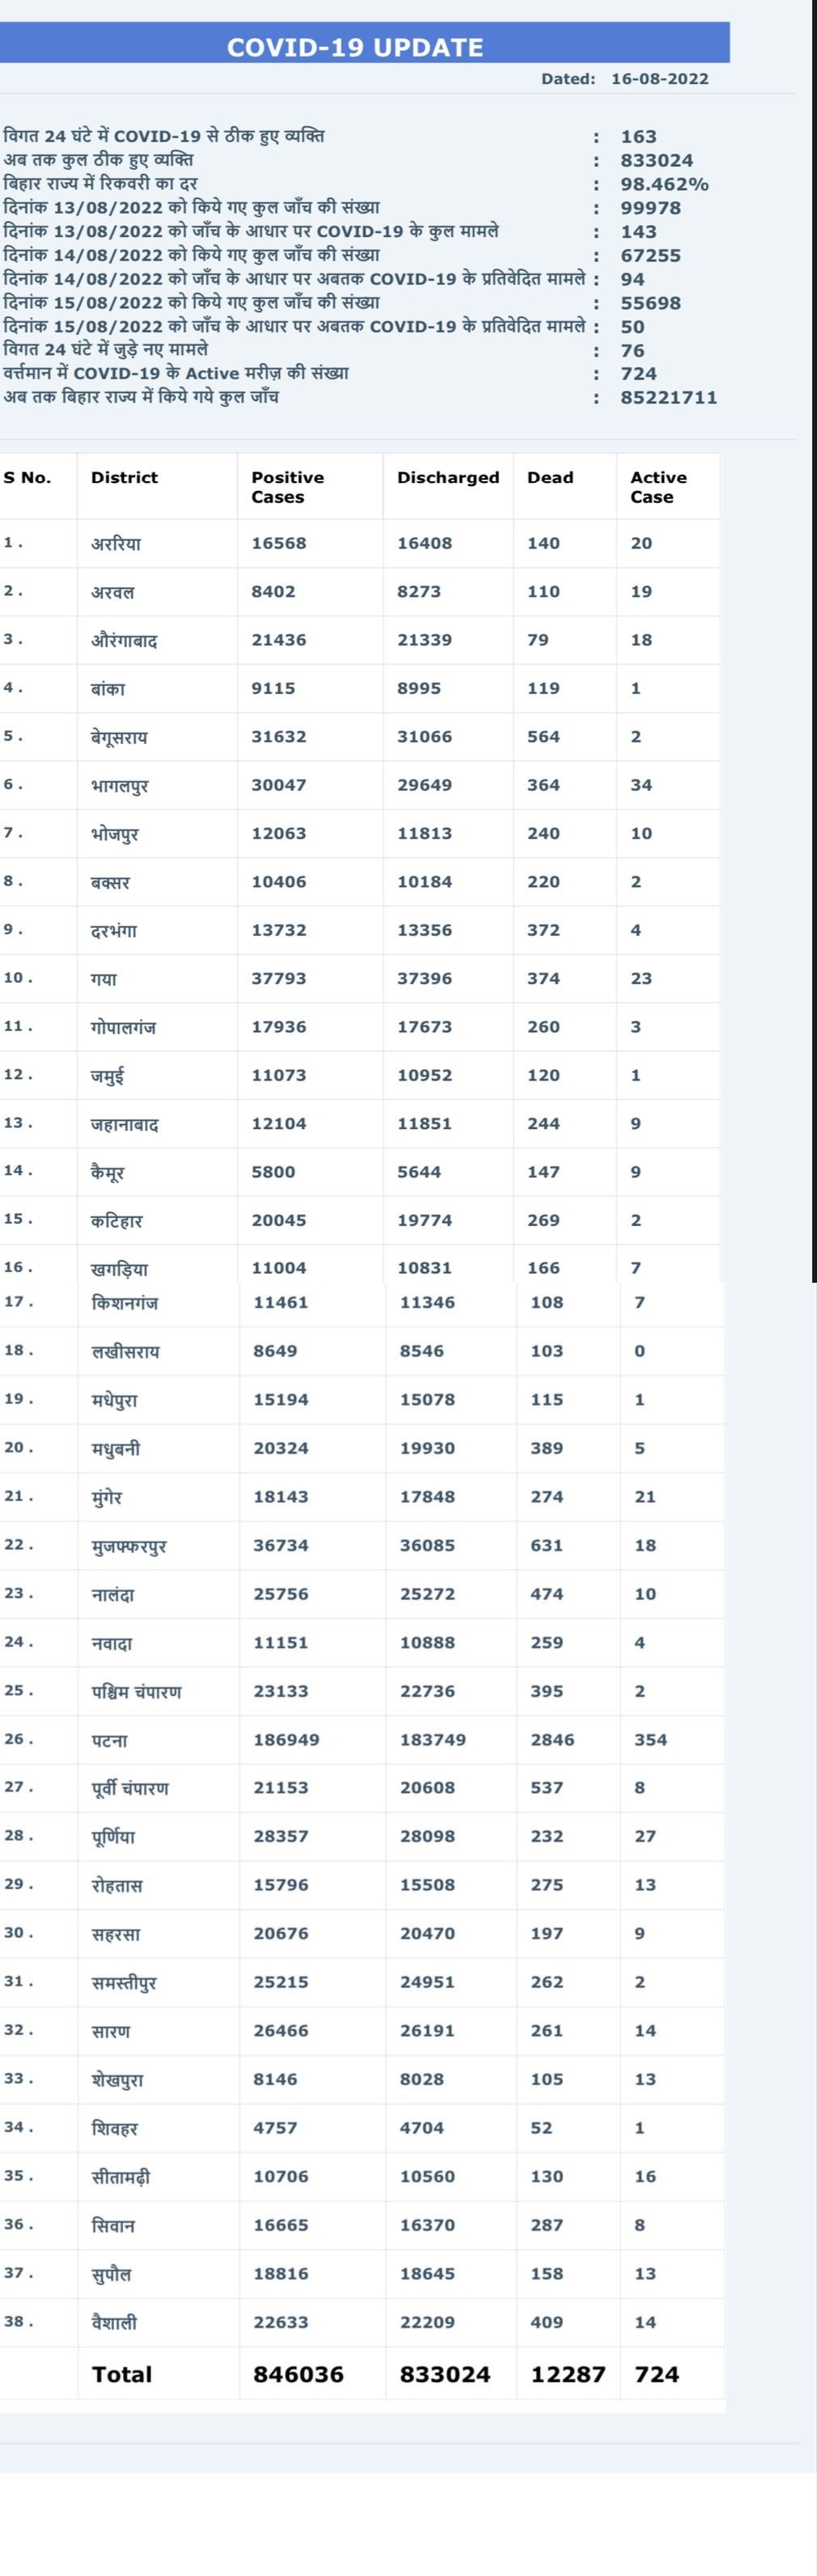 COVID-19 UPDATE
Dated: 16-08-2022
विगत 24 घंटे में COVID-19 से ठीक हुए व्यक्ति : 163
अब तक कुल ठीक हुए व्यक्ति : 833024
बिहार राज्य में रिकवरी का दर : 98.462%
दिनांक 13/08/2022 को किये गए कुल जाँच की संख्या : 99978
दिनांक 13/08/2022 को जाँच के आधार पर COVID-19 के कुल मामले : 143
दिनांक 14/08/2022 को किये गए कुल जाँच की संख्या : 67255
दिनांक 14/08/2022 को जाँच के आधार पर अबतक COVID-19 के प्रतिवेदित मामले : 94
दिनांक 15/08/2022 को किये गए कुल जाँच की संख्या : 55698
दिनांक 15/08/2022 को जाँच के आधार पर अबतक COVID-19 के प्रतिवेदित मामले : 50
विगत 24 घंटे में जुड़े नए मामले : 76
वर्त्तमान में COVID-19 के Active मरीज़ की संख्या : 724
अब तक बिहार राज्य में किये गये कुल जाँच : 85221711
S No. District Positive Cases Discharged Dead Active Case
1 . अररिया 16568 16408 140 20
2 . अरवल 8402 8273 110 19
3 . औरंगाबाद 21436 21339 79 18
4 . बांका 9115 8995 119 1
5 . बेगूसराय 31632 31066 564 2
6 . भागलपुर 30047 29649 364 34
7 . भोजपुर 12063 11813 240 10
8 . बक्सर 10406 10184 220 2
9 . दरभंगा 13732 13356 372 4
10 . गया 37793 37396 374 23
11 . गोपालगंज 17936 17673 260 3
12 . जमुई 11073 10952 120 1
13 . जहानाबाद 12104 11851 244 9
14 . कैमूर 5800 5644 147 9
15 . कटिहार 20045 19774 269 2
16 . खगड़िया 11004 10831 166 7
17 . किशनगंज 11461 11346 108 7
18 . लखीसराय 8649 8546 103 0
19 . मधेपुरा 15194 15078 115 1
20 . मधुबनी 20324 19930 389 5
21 . मुंगेर 18143 17848 274 21
22 . मुजफ्फरपुर 36734 36085 631 18
23 . नालंदा 25756 25272 474 10
24 . नवादा 11151 10888 259 4
25 . पश्चिम चंपारण 23133 22736 395 2
26 . पटना 186949 183749 2846 354
27 . पूर्वी चंपारण 21153 20608 537 8
28 . पूर्णिया 28357 28098 232 27
29 . रोहतास 15796 15508 275 13
30 . सहरसा 20676 20470 197 9
31 . समस्तीपुर 25215 24951 262 2
32 . सारण 26466 26191 261 14
33 . शेखपुरा 8146 8028 105 13
34 . शिवहर 4757 4704 52 1
35 . सीतामढ़ी 10706 10560 130 16
36 . सिवान 16665 16370 287 8
37 . सुपौल 18816 18645 158 13
38 . वैशाली 22633 22209 409 14
Total 846036 833024 12287 724